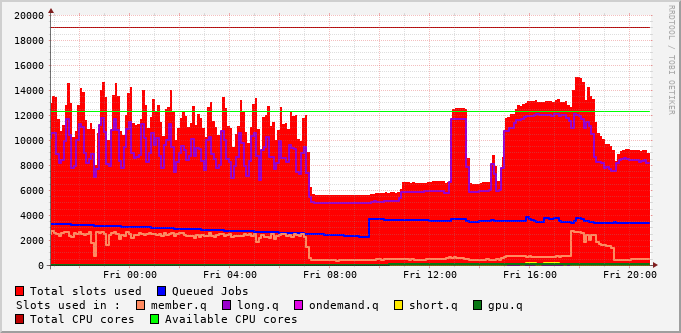 20000
18000
16000
14000
12000
10000
8000
6000
4000
2000
0
Fri 00:00 Fri 04:00 Fri 08:00 Fri 12:00 Fri 16:00 Fri 20:00
RRDTOOL / TOBI OETIKER
Total slots used Queued Jobs
Slots used in : member.q long.q ondemand.q short.q gpu.q
Total CPU cores Available CPU cores